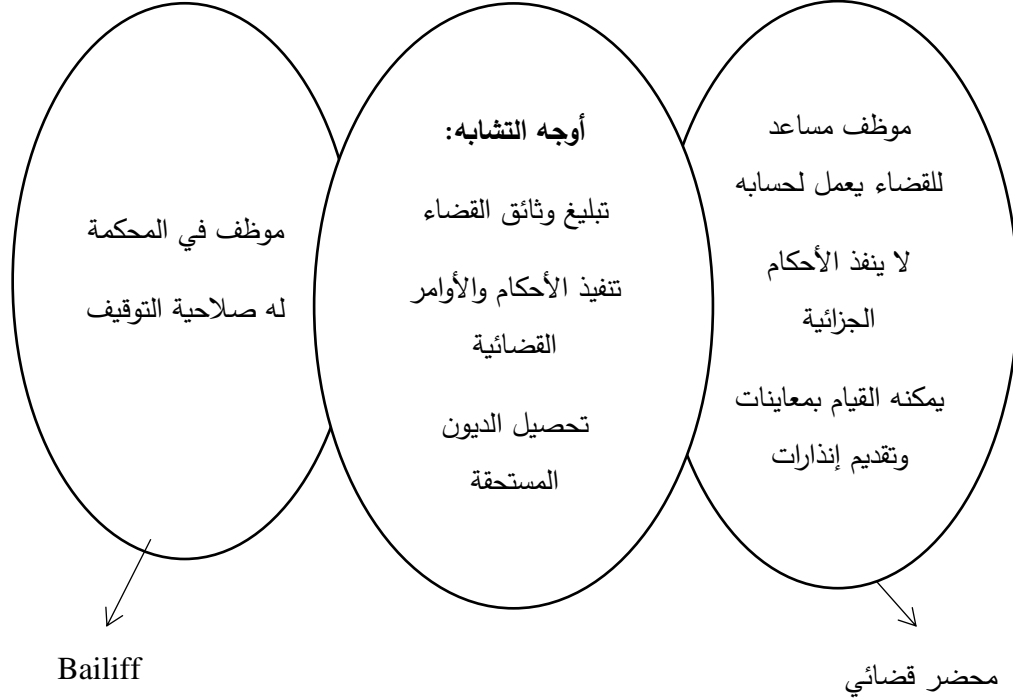 موظف مساعد
للقضاء يعمل لحسابه
لا ينفذ الأحكام
الجزائية
يمكنه القيام بمعاينات
وتقديم إنذارات
أوجه التشابه:
تبليغ وثائق القضاء
تنفيذ الأحكام والأوامر
القضائية
تحصيل الديون
المستحقة
موظف في المحكمة
له صلاحية التوقيف
محضر قضائي
Bailiff